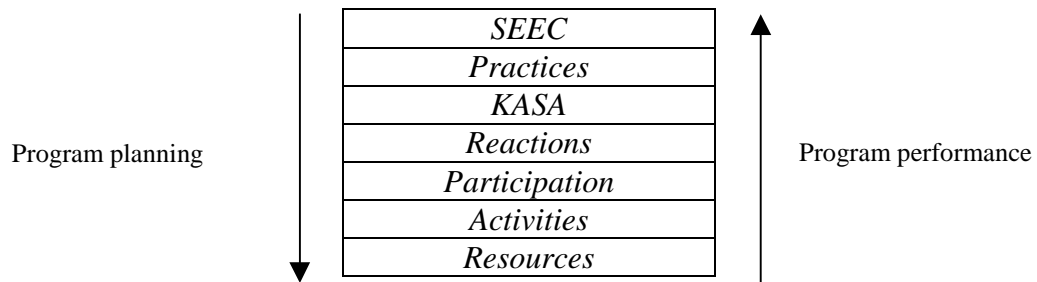 SEEC
Practices
KASA
Reactions
Program planning
Program performance
Participation
Activities
Resources